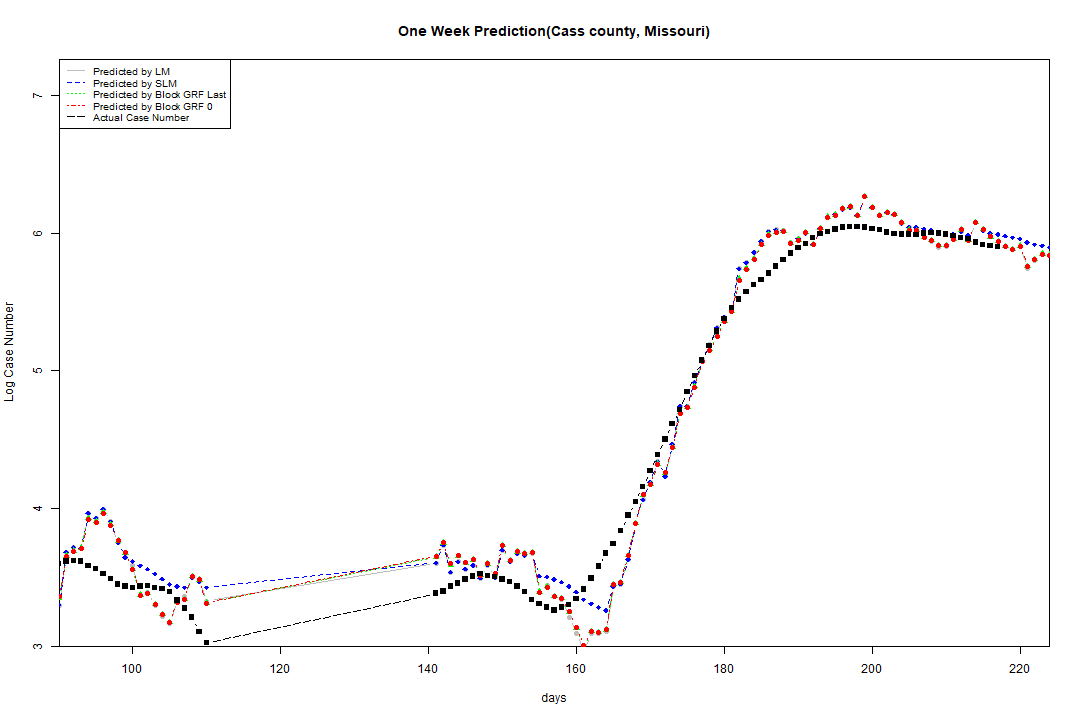 One Week Prediction(Cass county, Missouri)
Predicted by LM
Predicted by SLM
Predicted by Block GRF Last
Predicted by Block GRF 0
Actual Case Number
7
6
5
4
3
Log Case Number
100 120 140 160 180 200 220
days